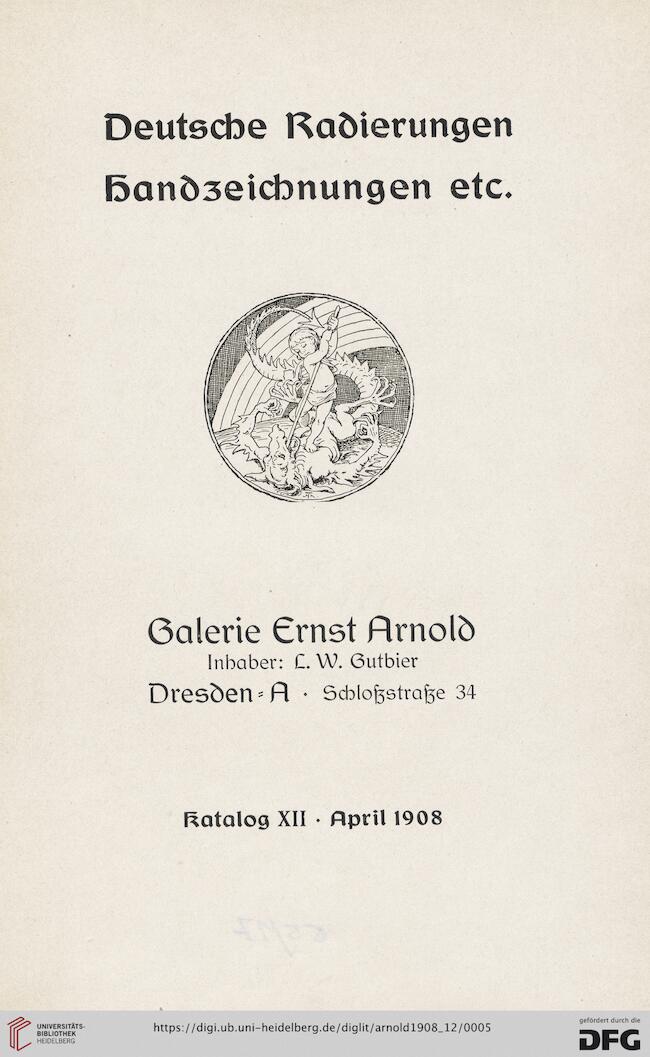 Deutsche Radierungen
Handzeichnungen etc.
Galerie Ernst Arnold
Inhaber: L. W. Gutbier
Dresden-A · Schloßstraße 34
Katalog XII · April 1908
UNIVERSITÄTS-
BIBLIOTHEK
HEIDELBERG
https://digi.ub.uni-heidelberg.de/diglit/arnold1908_12/0005
gefördert durch die
DFG